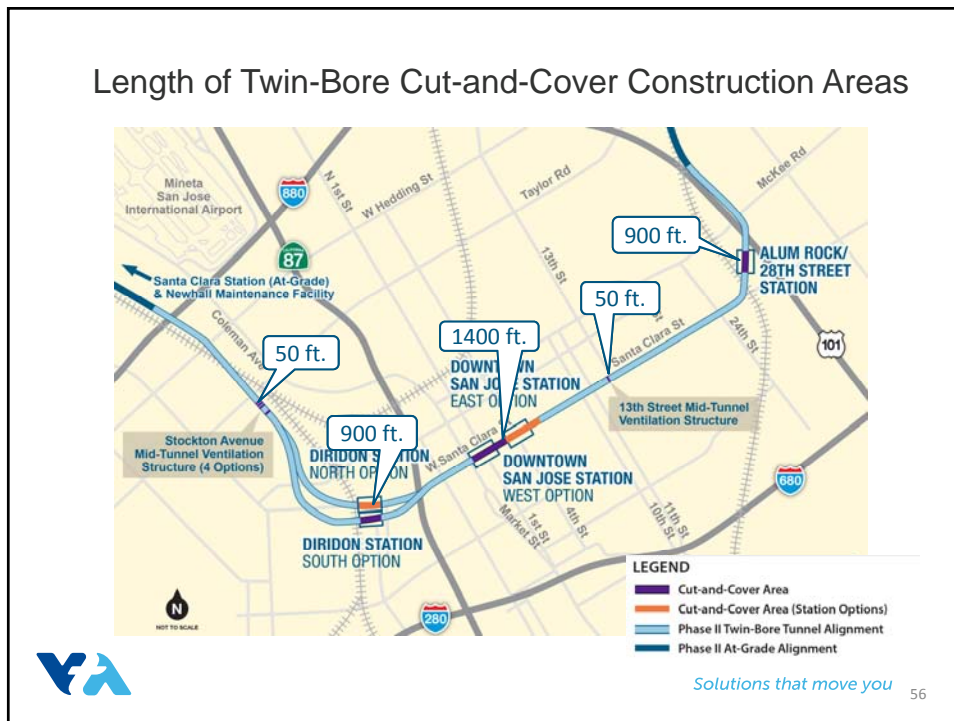 Length of Twin-Bore Cut-and-Cover Construction Areas
Mineta
San Jose
International Airport
880
N 1st St
W Hedding St
Taylor Rd
McKee Rd
CALIFORNIA
87
Santa Clara Station (At-Grade)
& Newhall Maintenance Facility
Coleman Ave
900 ft.
ALUM ROCK/
28TH STREET
STATION
13th St
50 ft.
Santa Clara St
24th St
101
1400 ft.
50 ft.
DOWNTOWN
SAN JOSE STATION
EAST OPTION
13th Street Mid-Tunnel
Ventilation Structure
Stockton Avenue
Mid-Tunnel Ventilation
Structure (4 Options)
900 ft.
DIRIDON STATION
NORTH OPTION
W.Santa Clara
DOWNTOWN
SAN JOSE STATION
WEST OPTION
680
Market St
1st St
4th St
11th St
10th St
DIRIDON STATION
SOUTH OPTION
280
N
NOT TO SCALE
LEGEND
Cut-and-Cover Area
Cut-and-Cover Area (Station Options)
Phase II Twin-Bore Tunnel Alignment
Phase II At-Grade Alignment
VTA
Solutions that move you
56